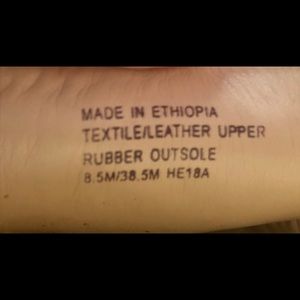 MADE IN ETHIOPIA
TEXTILE/LEATHER UPPER
RUBBER OUTSOLE
8.5M/38.5M HE18A